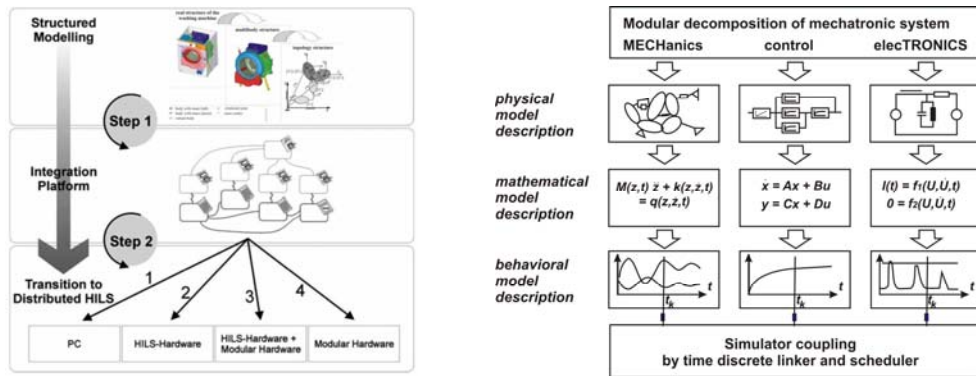 Structured
Modelling
real structure of the
washing machine
multibody structure
topology structure
Step 1
Integration
Platform
Step 2
Transition to
Distributed HILS
1
2
3
4
PC
HILS-Hardware
HILS-Hardware +
Modular Hardware
Modular Hardware
Modular decomposition of mechatronic system
MECHanics
control
elecTRONICS
physical
model
description
mathematical
model
description
M(z,t) z̈ + k(z,ż,t)
= q(z,ż,t)
ẋ = Ax + Bu
y = Cx + Du
I(t) = f₁(U,U̇,t)
0 = f₂(U,U̇,t)
behavioral
model
description
t
tₖ
t
tₖ
t
tₖ
Simulator coupling
by time discrete linker and scheduler